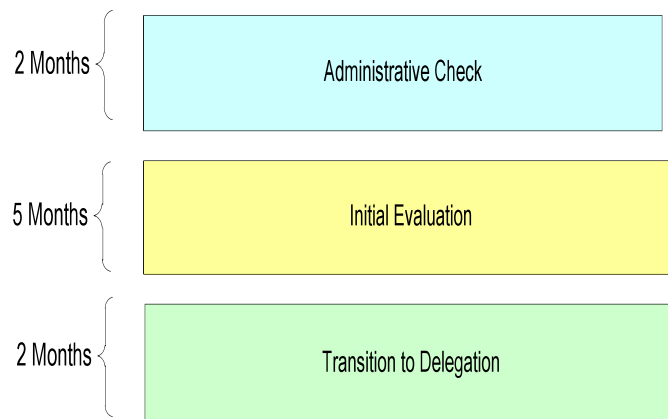 2 Months
Administrative Check
5 Months
Initial Evaluation
2 Months
Transition to Delegation